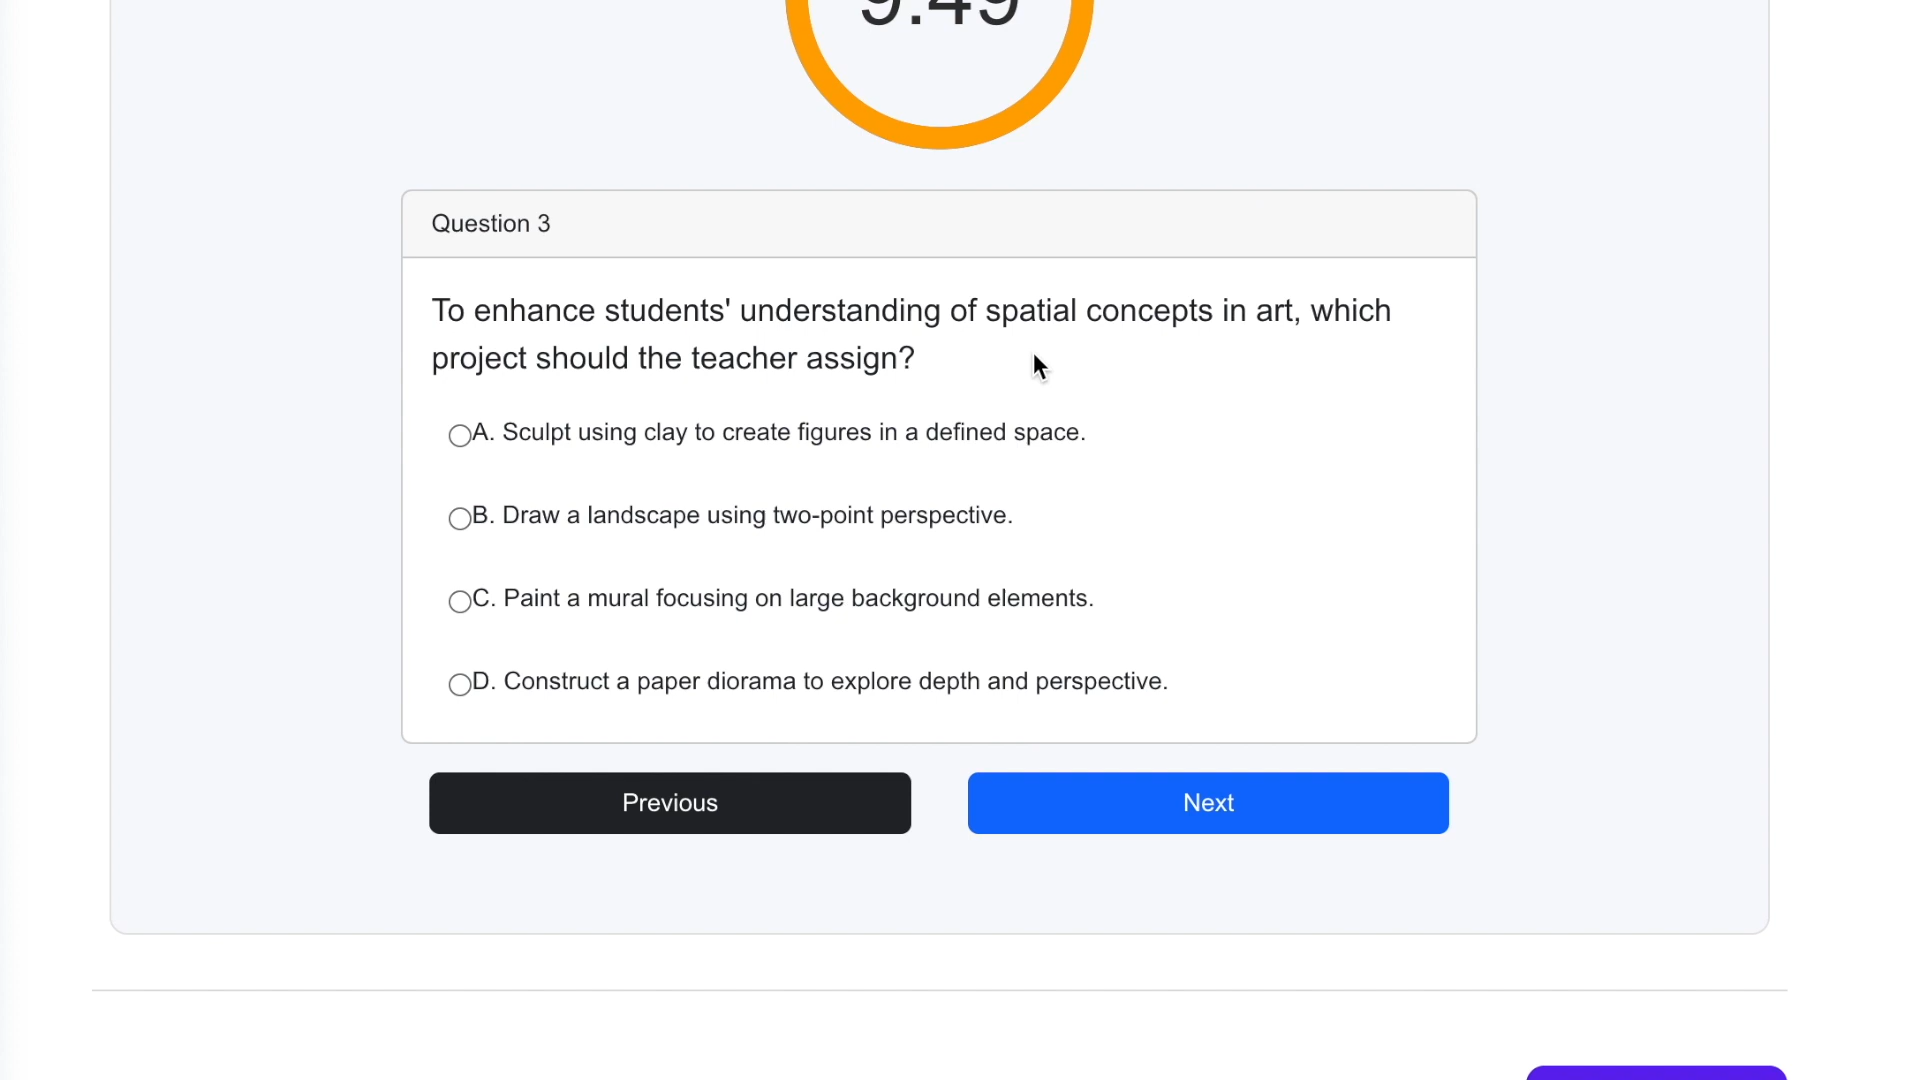 9:49
Question 3
To enhance students' understanding of spatial concepts in art, which
project should the teacher assign?
A. Sculpt using clay to create figures in a defined space.
B. Draw a landscape using two-point perspective.
C. Paint a mural focusing on large background elements.
D. Construct a paper diorama to explore depth and perspective.
Previous
Next